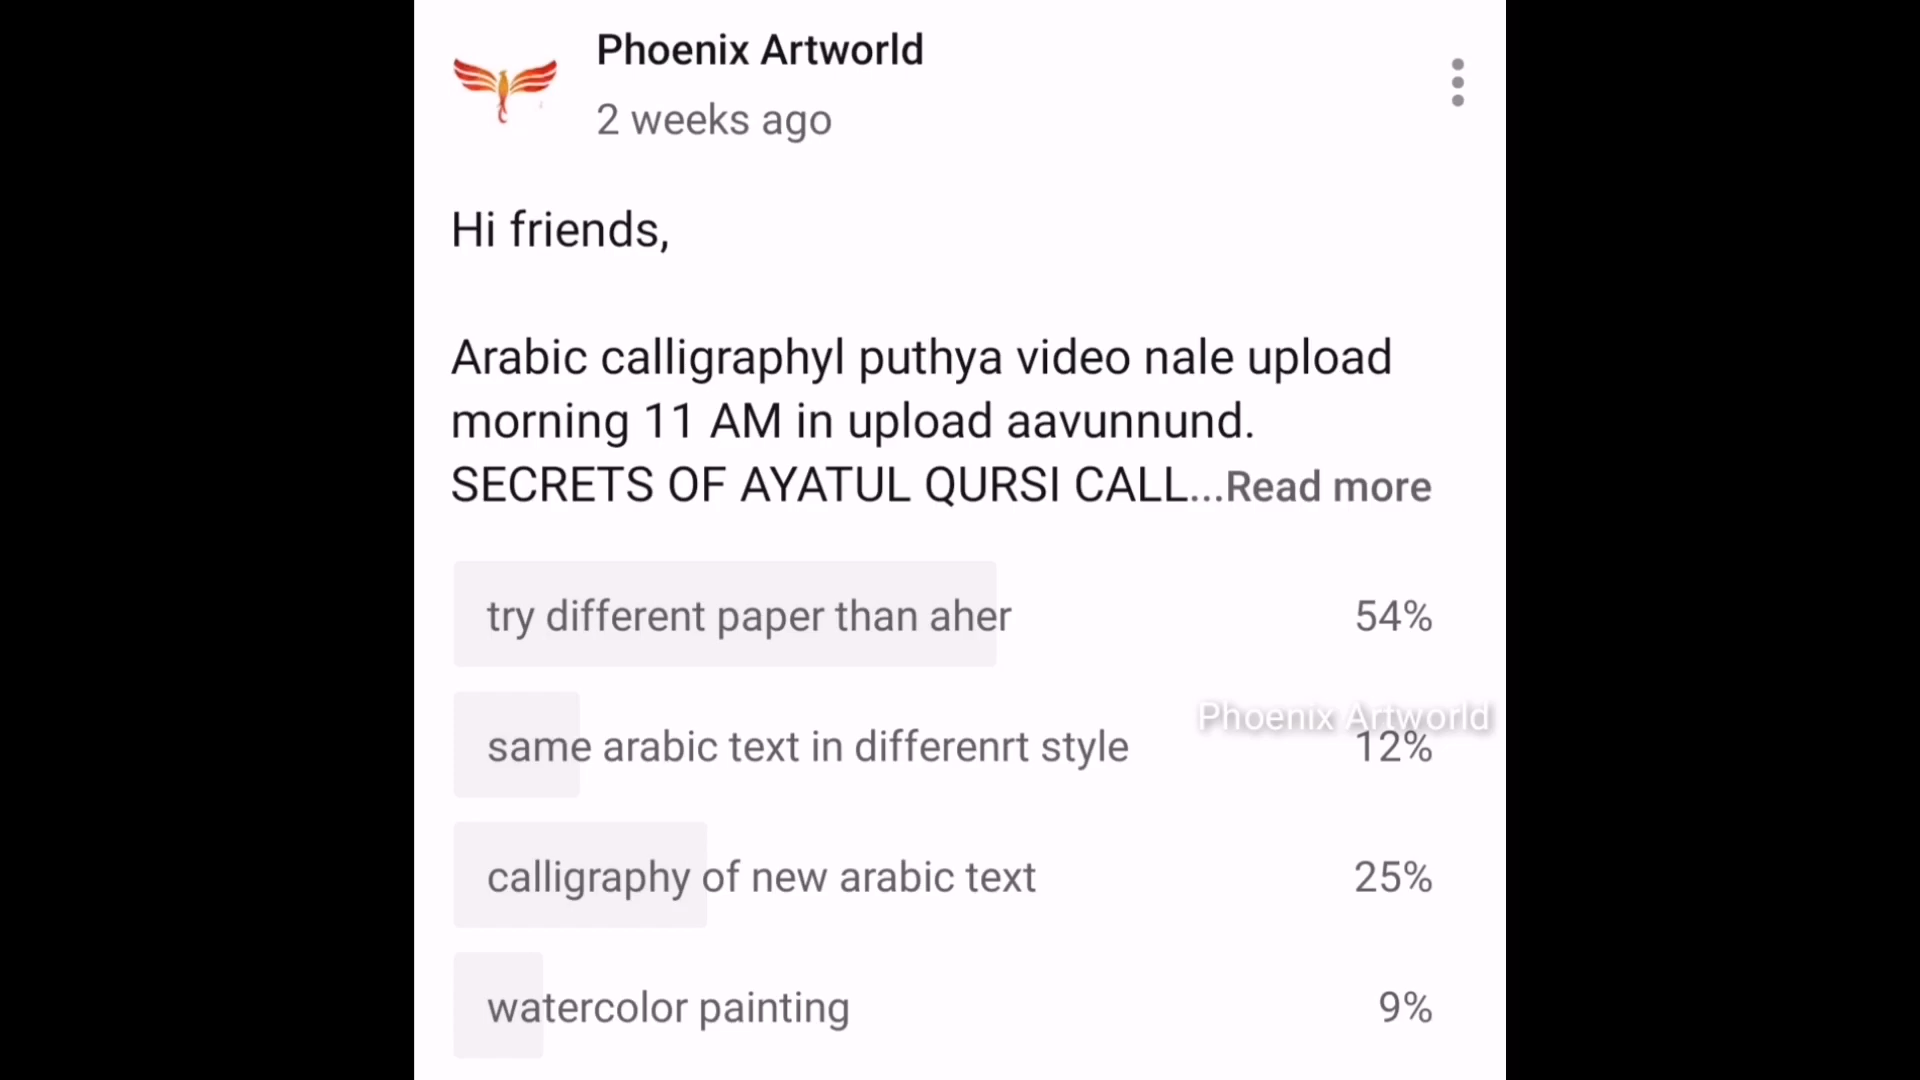 Phoenix Artworld
2 weeks ago
Hi friends,
Arabic calligraphyl puthya video nale upload
morning 11 AM in upload aavunnund.
SECRETS OF AYATUL QURSI CALL...Read more
try different paper than aher 54%
Phoenix Artworld
same arabic text in differenrt style 12%
calligraphy of new arabic text 25%
watercolor painting 9%